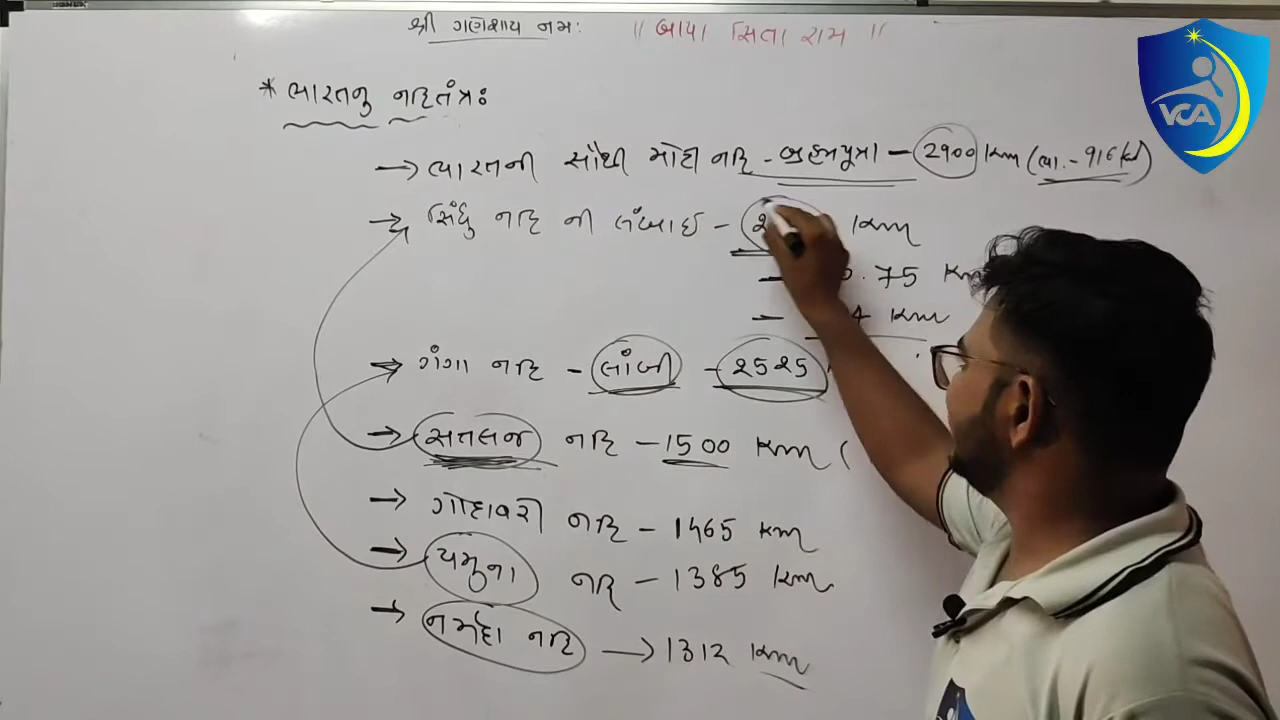 શ્રી ગણેશાય નમઃ || બાપા સિતા રામ ||
VCA
* ભારતનુ નદિતંત્રઃ
→ ભારતની સૌથી મોટી નદિ - બ્રહ્મપુત્રા - 2900 Km (ભા. - 916 Km)
→ સિંધુ નદિ ની લંબાઈ - Km
.75 Km
4 Km
→ ગંગા નદિ - લાંબી - 2525
→ સતલજ નદિ - 1500 Km (
→ ગોદાવરી નદિ - 1465 Km
→ યમુના નદિ - 1385 Km
→ નર્મદા નદિ → 1312 Km